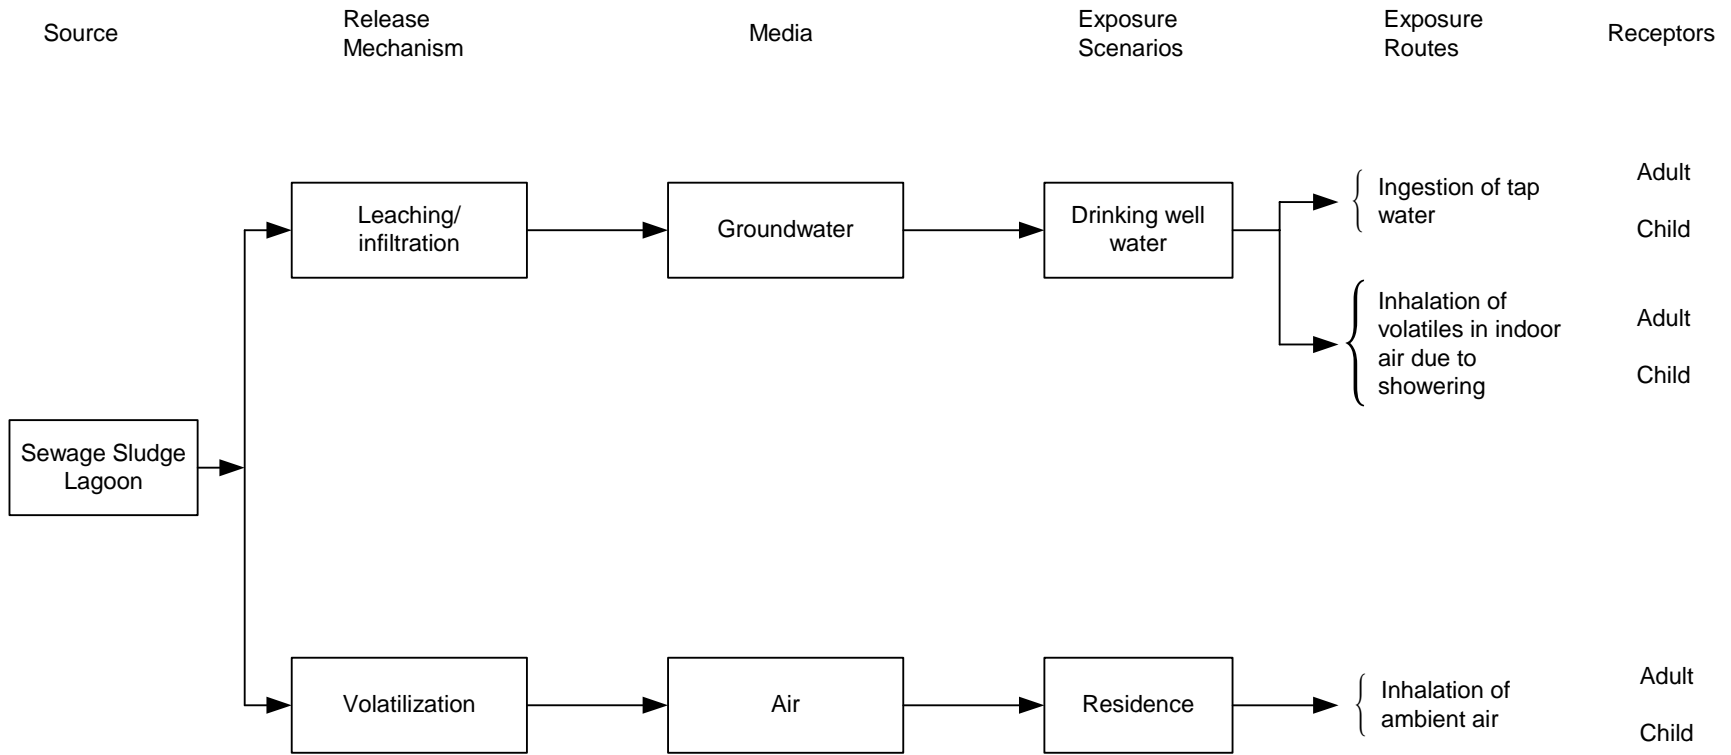 Source
Release
Mechanism
Media
Exposure
Scenarios
Exposure
Routes
Receptors
Leaching/
infiltration
Groundwater
Drinking well
water
Ingestion of tap
water
Adult
Child
Inhalation of
volatiles in indoor
air due to
showering
Adult
Child
Sewage Sludge
Lagoon
Volatilization
Air
Residence
Inhalation of
ambient air
Adult
Child